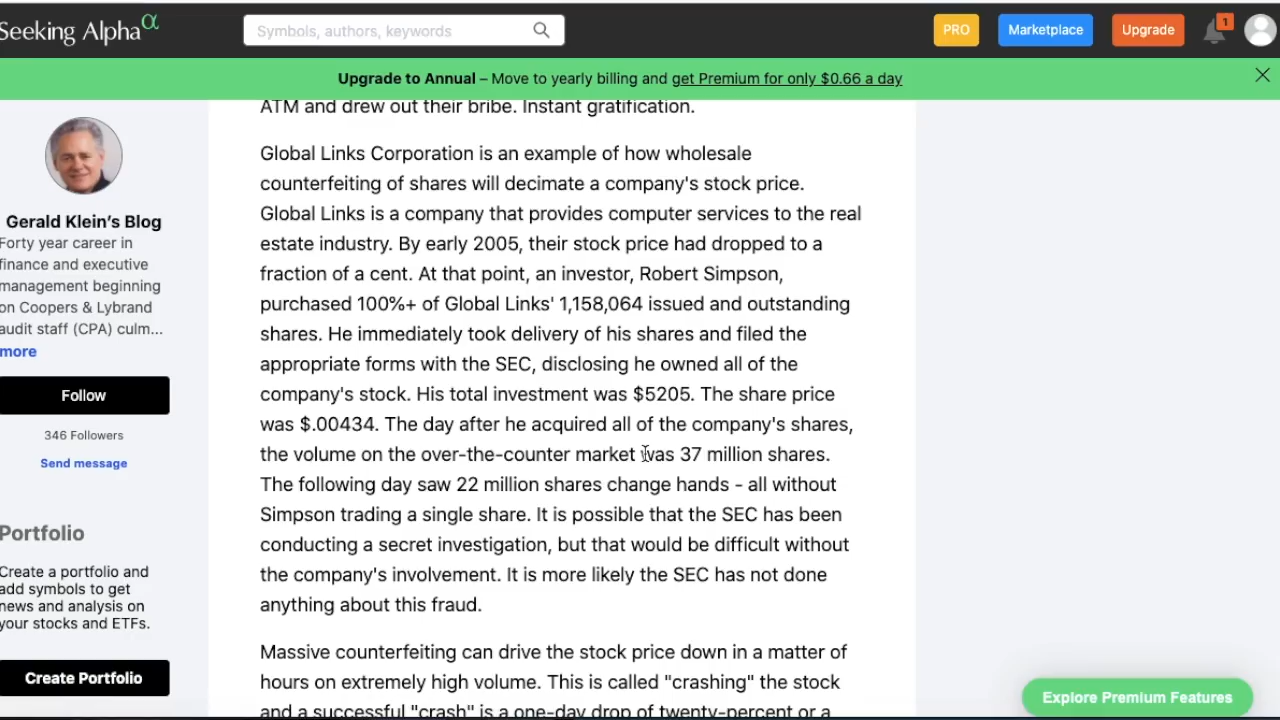 Seeking Alpha α
Symbols, authors, keywords
PRO
Marketplace
Upgrade
1
Upgrade to Annual – Move to yearly billing and get Premium for only $0.66 a day
Gerald Klein's Blog
Forty year career in
finance and executive
management beginning
on Coopers & Lybrand
audit staff (CPA) culm...
more
Follow
346 Followers
Send message
Portfolio
Create a portfolio and
add symbols to get
news and analysis on
your stocks and ETFs.
Create Portfolio
ATM and drew out their bribe. Instant gratification.
Global Links Corporation is an example of how wholesale
counterfeiting of shares will decimate a company's stock price.
Global Links is a company that provides computer services to the real
estate industry. By early 2005, their stock price had dropped to a
fraction of a cent. At that point, an investor, Robert Simpson,
purchased 100%+ of Global Links' 1,158,064 issued and outstanding
shares. He immediately took delivery of his shares and filed the
appropriate forms with the SEC, disclosing he owned all of the
company's stock. His total investment was $5205. The share price
was $.00434. The day after he acquired all of the company's shares,
the volume on the over-the-counter market was 37 million shares.
The following day saw 22 million shares change hands - all without
Simpson trading a single share. It is possible that the SEC has been
conducting a secret investigation, but that would be difficult without
the company's involvement. It is more likely the SEC has not done
anything about this fraud.
Massive counterfeiting can drive the stock price down in a matter of
hours on extremely high volume. This is called "crashing" the stock
and a successful "crash" is a one-day drop of twenty-percent or a
Explore Premium Features